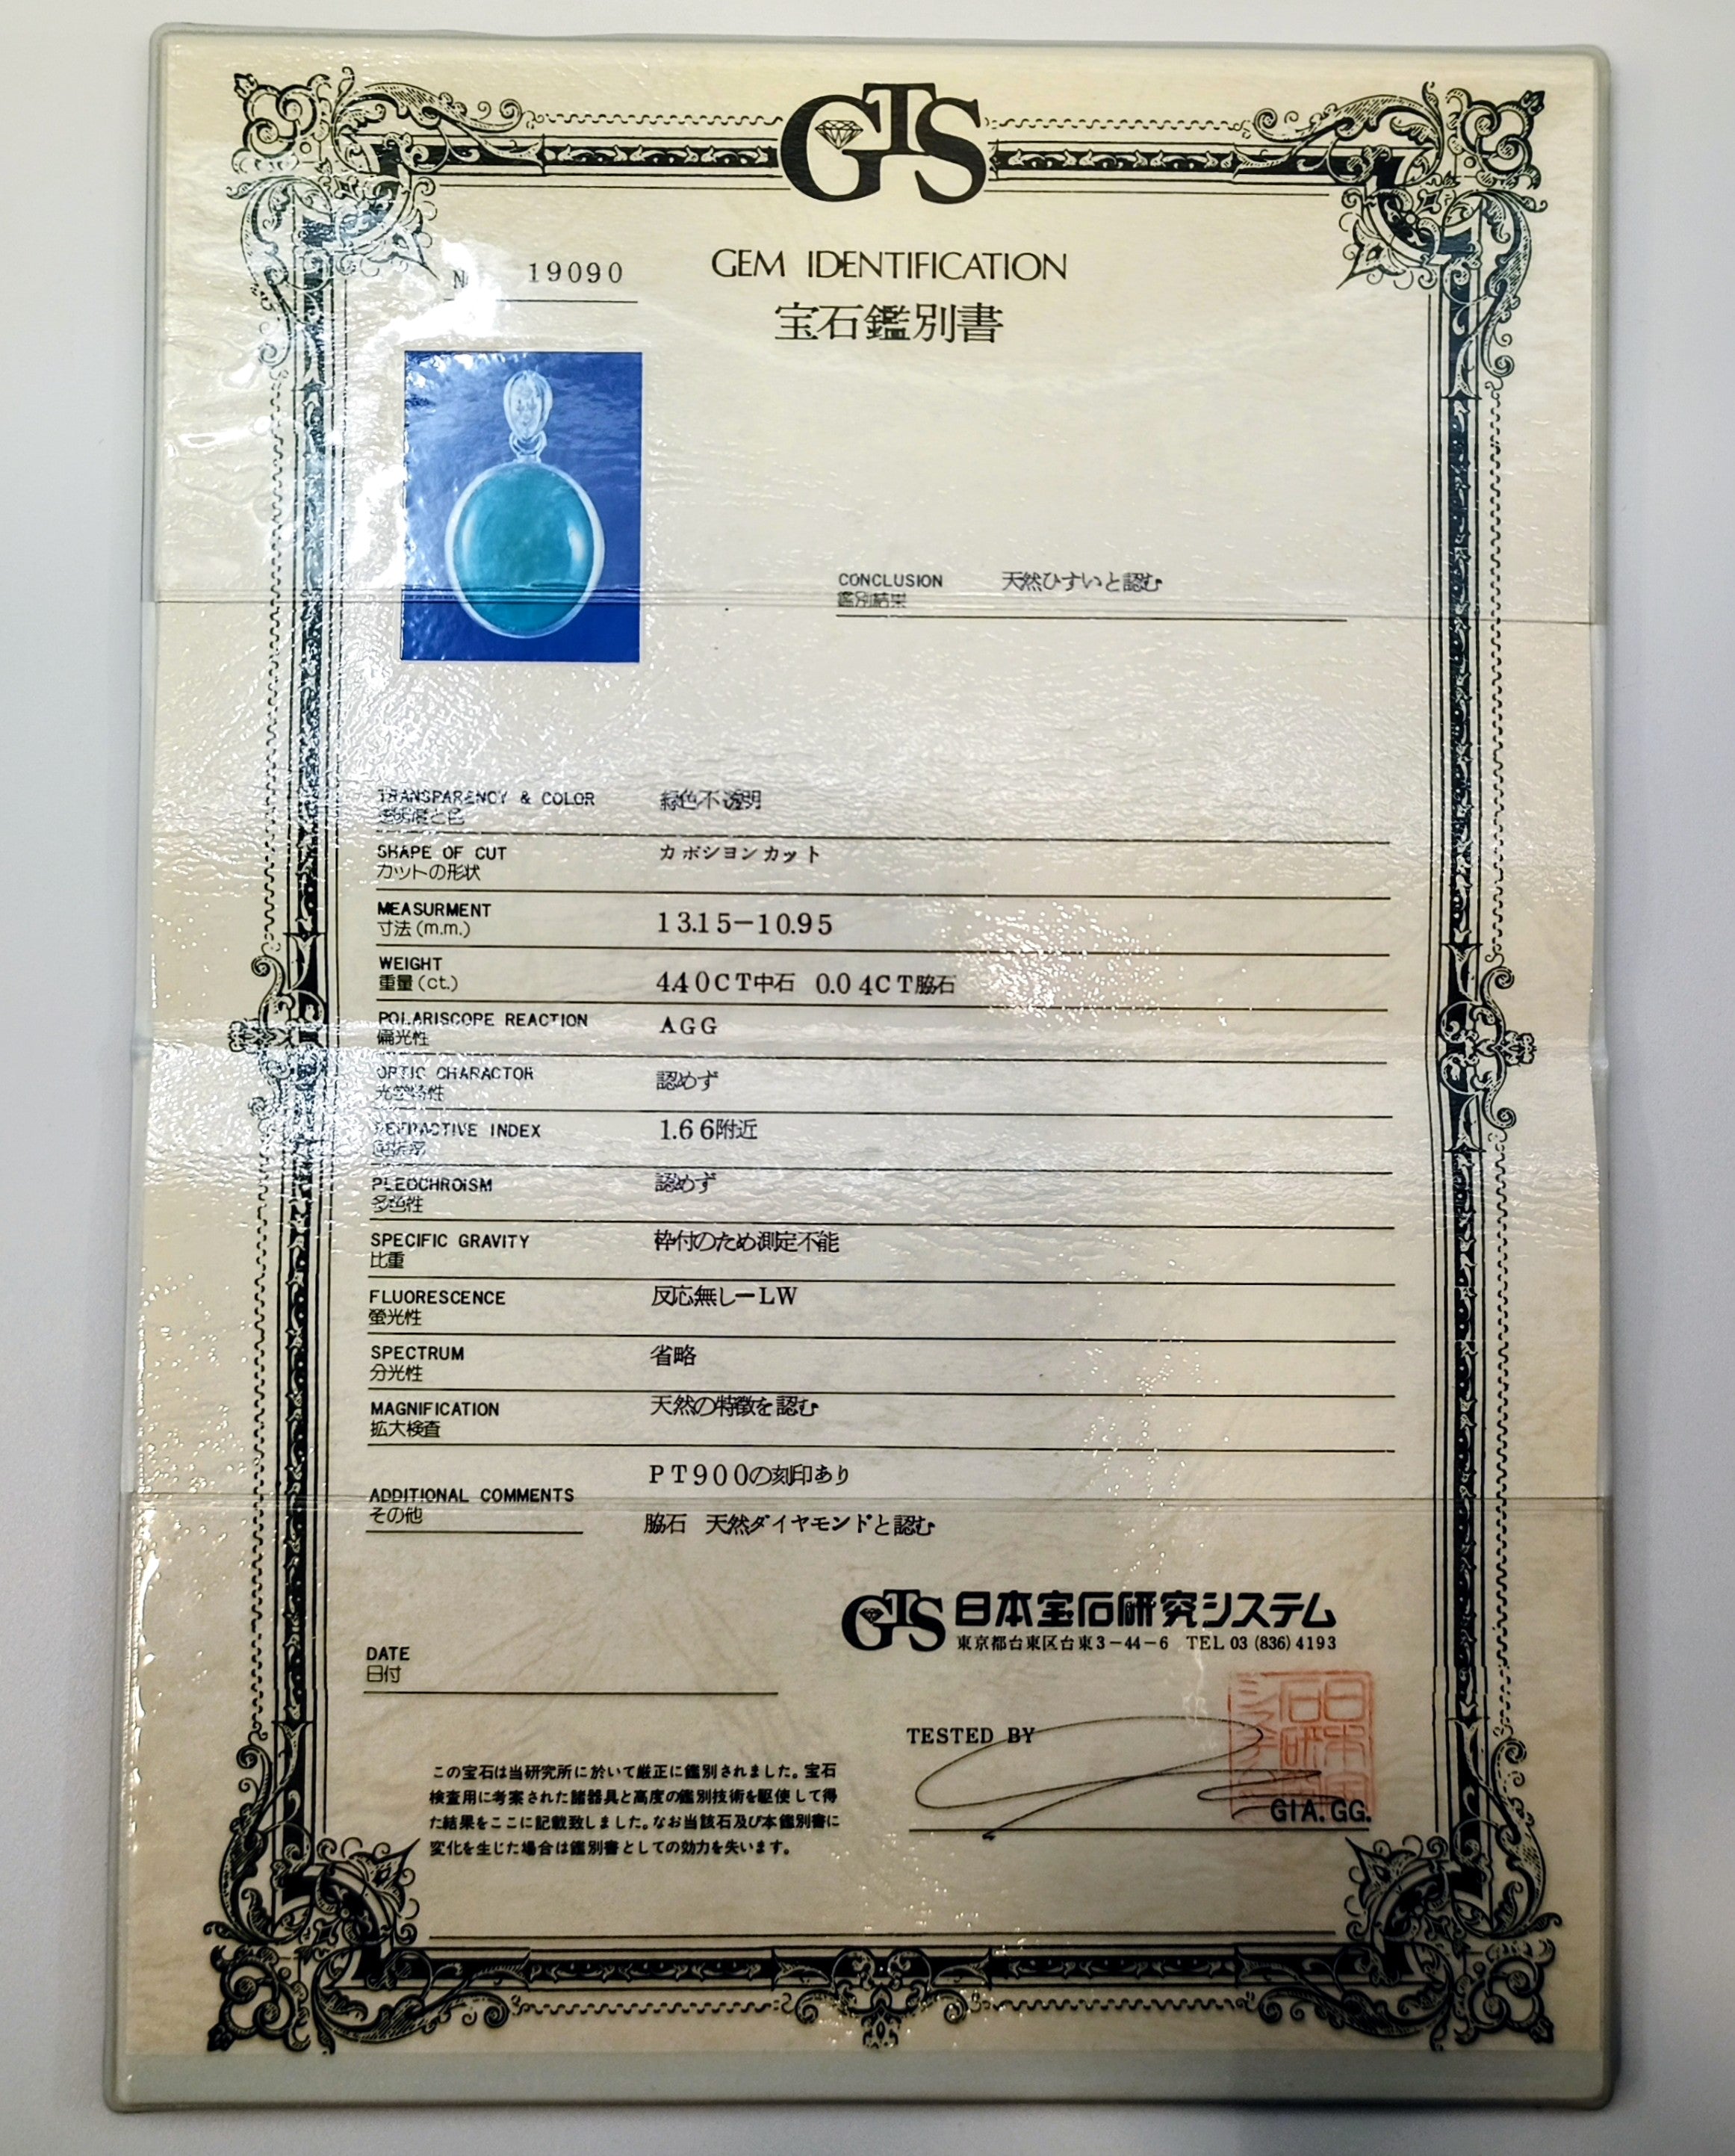 GTS
N 19090
GEM IDENTIFICATION
宝石鑑別書
CONCLUSION 天然ひすいと認む
鑑別結果
TRANSPARENCY & COLOR 緑色不透明
透明度と色
SHAPE OF CUT カボシヨンカット
カットの形状
MEASURMENT 13.15−10.95
寸法(m.m.)
WEIGHT 4.40CT中石 0.04CT脇石
重量(ct.)
POLARISCOPE REACTION AGG
偏光性
OPTIC CHARACTOR 認めず
光学特性
REFRACTIVE INDEX 1.66附近
屈折率
PLEOCHROiSM 認めず
多色性
SPECIFIC GRAVITY 枠付のため測定不能
比重
FLUORESCENCE 反応無しーLW
螢光性
SPECTRUM 省略
分光性
MAGNIFICATION 天然の特徴を認む
拡大検査
PT900の刻印あり
ADDITIONAL COMMENTS
その他
脇石 天然ダイヤモンドと認む
GTS 日本宝石研究システム
東京都台東区台東3−44−6 TEL 03 (836) 4193
DATE
日付
TESTED BY
GIA. GG.
この宝石は当研究所に於いて厳正に鑑別されました。宝石
検査用に考案された諸器具と高度の鑑別技術を駆使して得
た結果をここに記載致しました。なお当該石及び本鑑別書に
変化を生じた場合は鑑別書としての効力を失います。